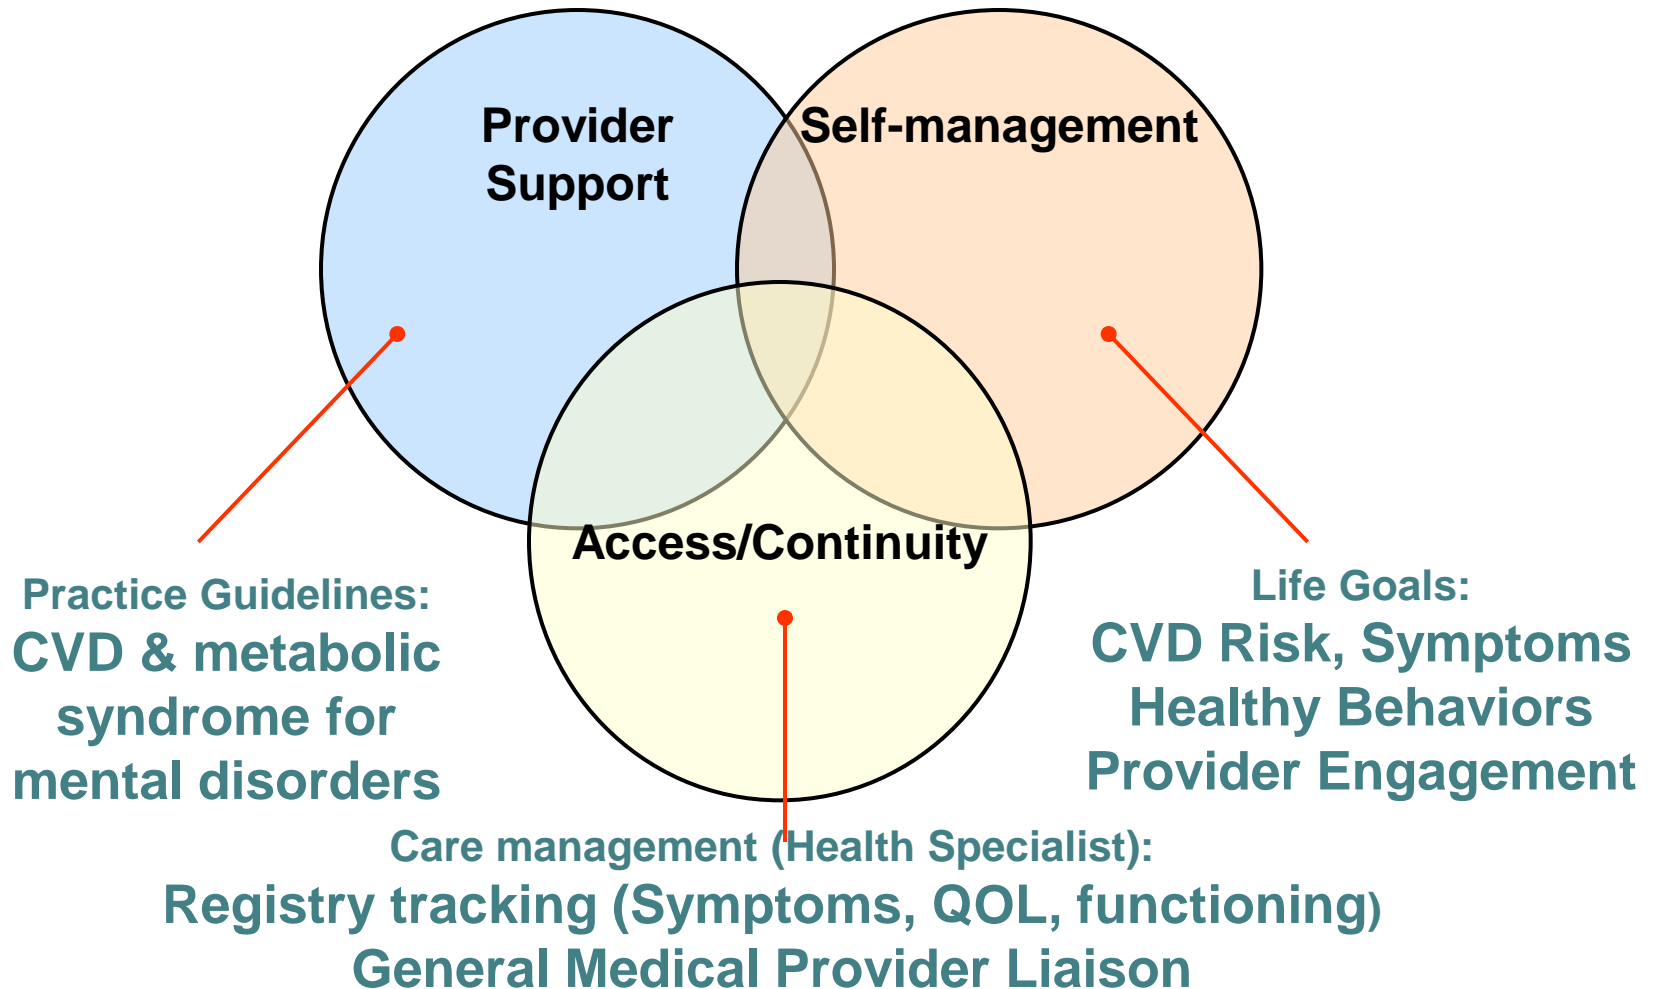 Provider
Support
Self-management
Access/Continuity
Practice Guidelines:
CVD & metabolic
syndrome for
mental disorders
Life Goals:
CVD Risk, Symptoms
Healthy Behaviors
Provider Engagement
Care management (Health Specialist):
Registry tracking (Symptoms, QOL, functioning)
General Medical Provider Liaison